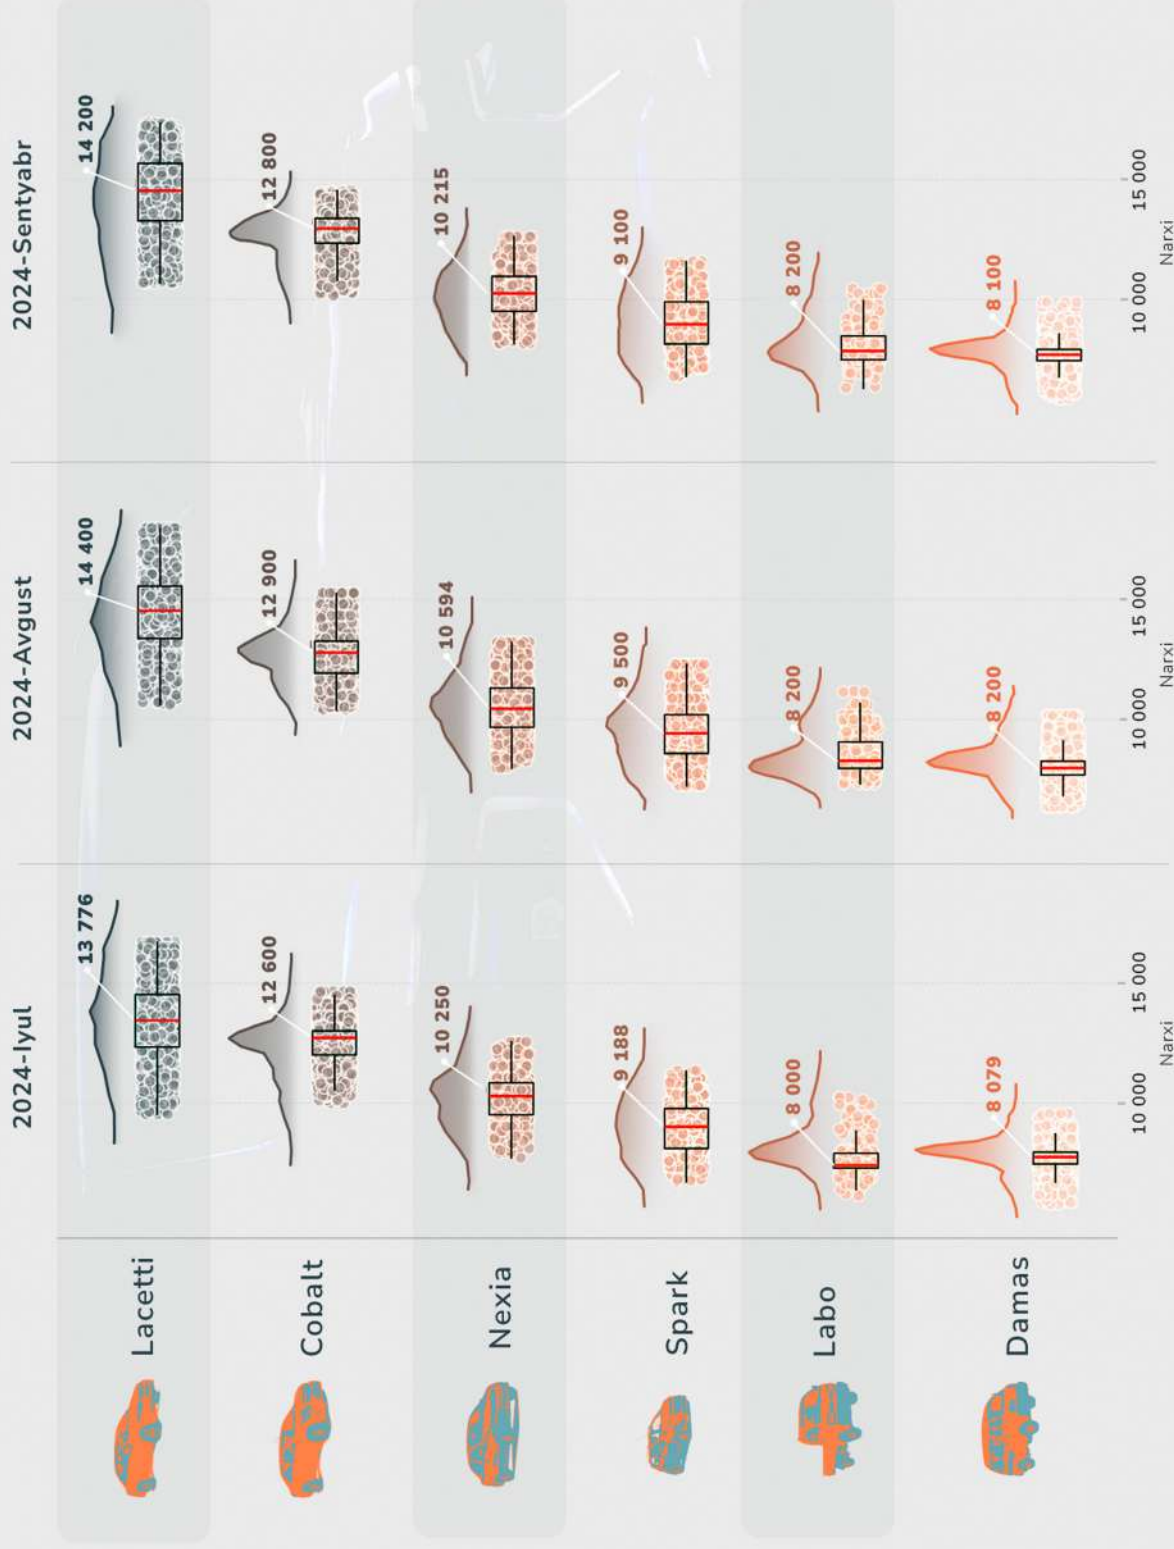 2024-Iyul
2024-Avgust
2024-Sentyabr
Lacetti
13 776
14 400
14 200
Cobalt
12 600
12 900
12 800
Nexia
10 250
10 594
10 215
Spark
9 188
9 500
9 100
Labo
8 000
8 200
8 200
Damas
8 079
8 200
8 100
10 000
15 000
10 000
15 000
10 000
15 000
Narxi
Narxi
Narxi